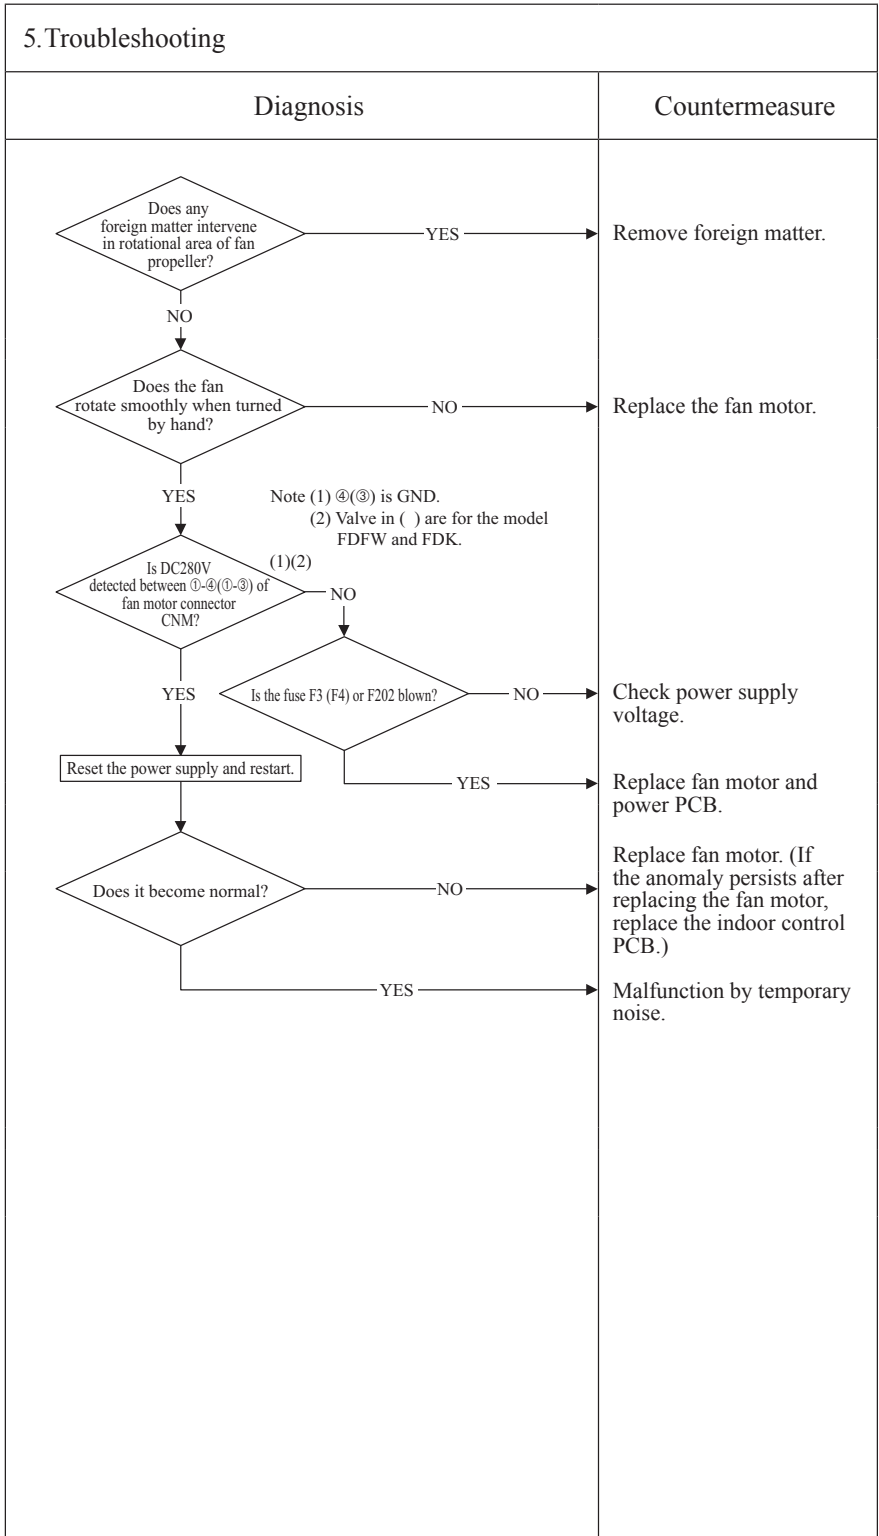 5.Troubleshooting
Diagnosis
Countermeasure
Does any
foreign matter intervene
in rotational area of fan
propeller?
YES
Remove foreign matter.
NO
Does the fan
rotate smoothly when turned
by hand?
NO
Replace the fan motor.
YES
Note (1) ④(③) is GND.
(2) Valve in ( ) are for the model
FDFW and FDK.
(1)(2)
Is DC280V
detected between ①-④(①-③) of
fan motor connector
CNM?
NO
YES
Is the fuse F3 (F4) or F202 blown?
NO
Check power supply
voltage.
Reset the power supply and restart.
YES
Replace fan motor and
power PCB.
Does it become normal?
NO
Replace fan motor. (If
the anomaly persists after
replacing the fan motor,
replace the indoor control
PCB.)
YES
Malfunction by temporary
noise.